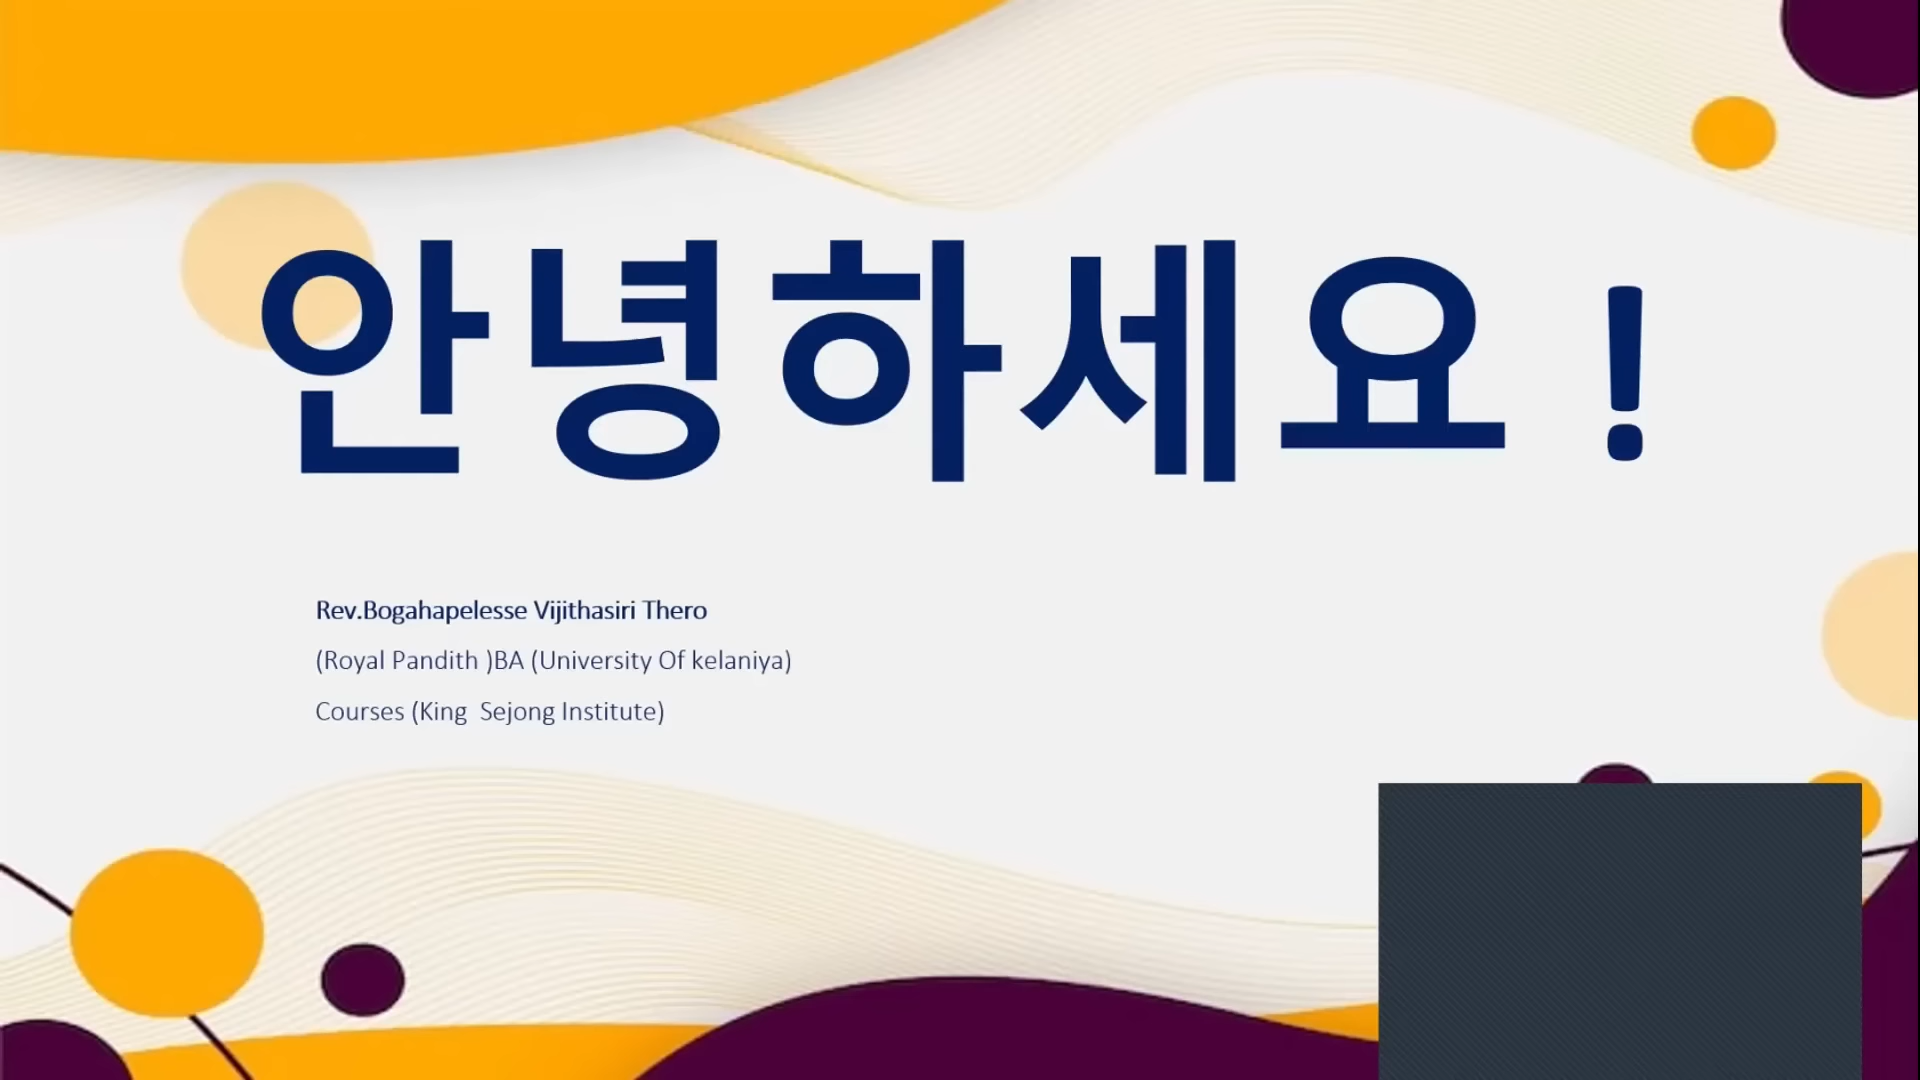 안녕하세요 !
Rev.Bogahapelesse Vijithasiri Thero
(Royal Pandith )BA (University Of kelaniya)
Courses (King  Sejong Institute)